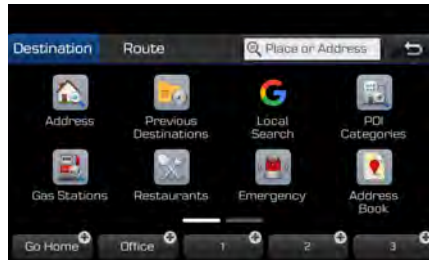 Destination Route Place or Address
Address Previous Destinations Local Search POI Categories
Gas Stations Restaurants Emergency Address Book
Go Home Office 1 2 3